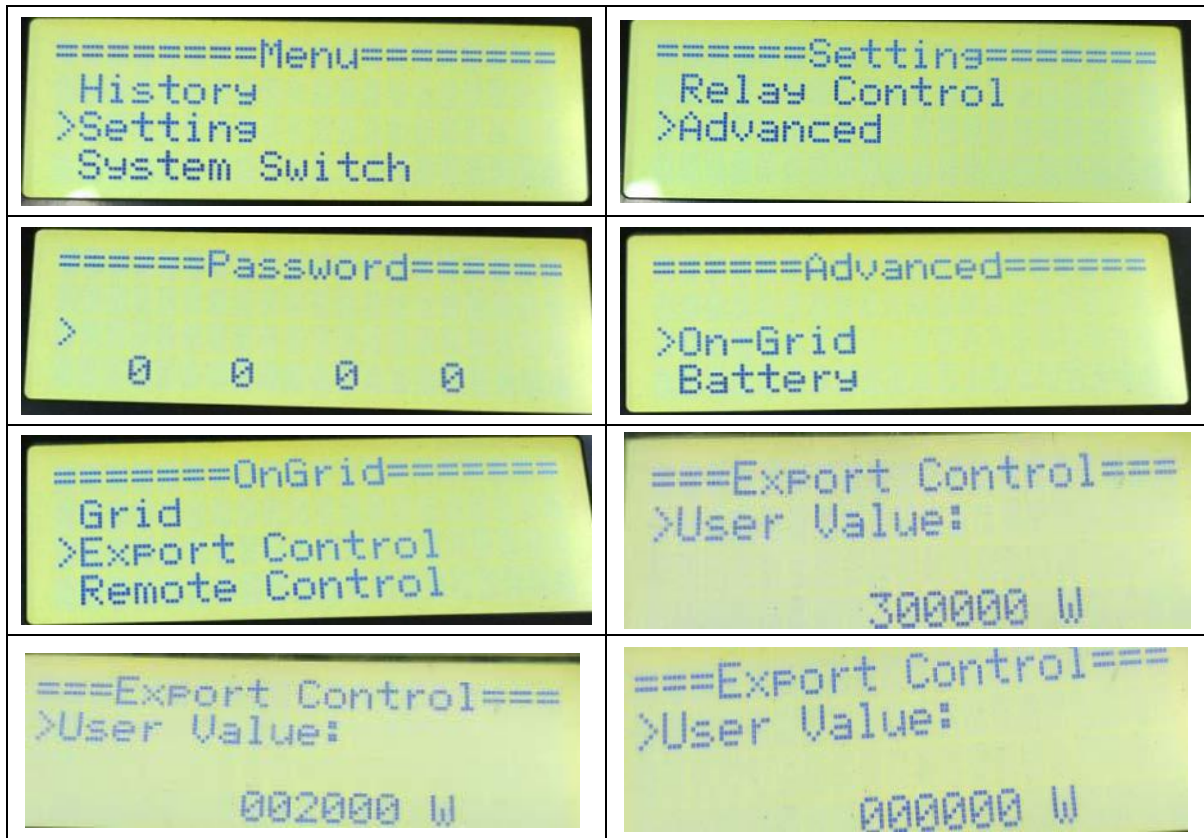 ========Menu========
History
>Setting
System Switch
======Setting=======
Relay Control
>Advanced
======Password======
>
0 0 0 0
======Advanced======
>On-Grid
Battery
=======OnGrid=======
Grid
>Export Control
Remote Control
===Export Control===
>User Value:
300000 W
===Export Control===
>User Value:
002000 W
===Export Control===
>User Value:
000000 W